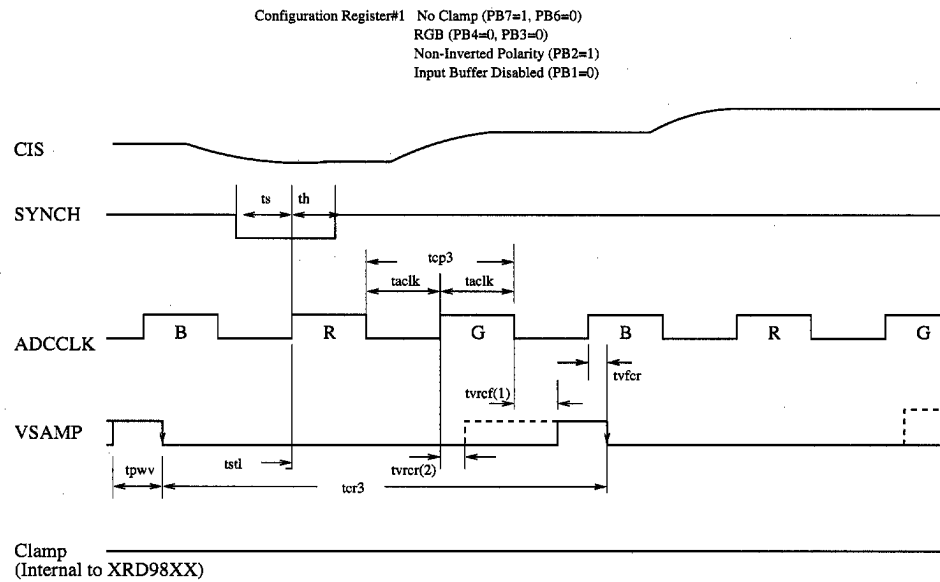 Configuration Register#1 No Clamp (PB7=1, PB6=0)
RGB (PB4=0, PB3=0)
Non-Inverted Polarity (PB2=1)
Input Buffer Disabled (PB1=0)
CIS
ts th
SYNCH
tcp3
taclk taclk
B R G B R G
ADCCLK
tvfcr
tvrcf(1)
VSAMP
tstl tvrcr(2)
tpwv tcr3
Clamp
(Internal to XRD98XX)